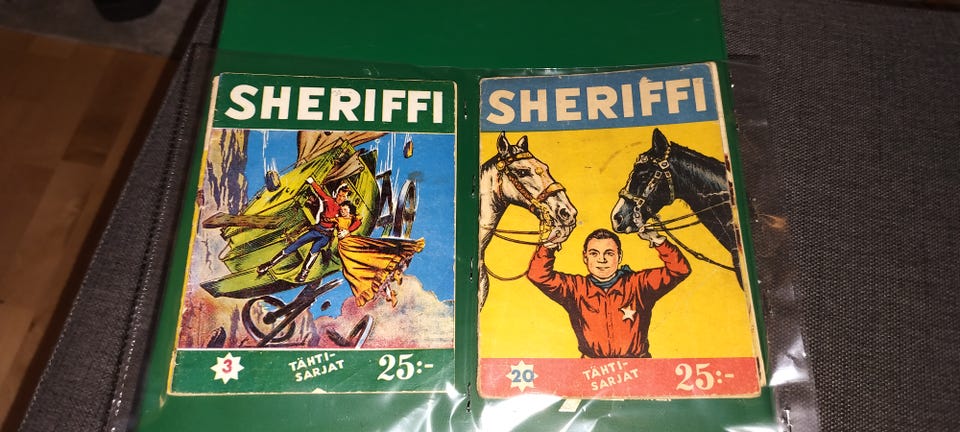 SHERIFFI
3
TÄHTI-
SARJAT
25:-
SHERIFFI
20
TÄHTI-
SARJAT
25:-